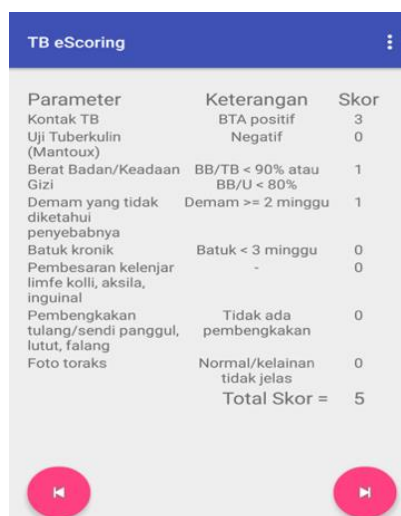 TB eScoring
Parameter Keterangan Skor
Kontak TB BTA positif 3
Uji Tuberkulin Negatif 0
(Mantoux)
Berat Badan/Keadaan BB/TB < 90% atau 1
Gizi BB/U < 80%
Demam yang tidak Demam >= 2 minggu 1
diketahui
penyebabnya
Batuk kronik Batuk < 3 minggu 0
Pembesaran kelenjar - 0
limfe kolli, aksila,
inguinal
Pembengkakan Tidak ada 0
tulang/sendi panggul, pembengkakan
lutut, falang
Foto toraks Normal/kelainan 0
tidak jelas
Total Skor = 5